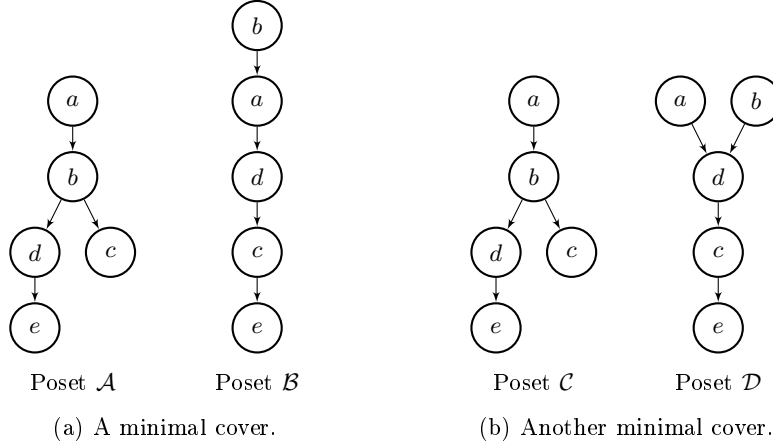 b
a a a b
b d b d
d c c d c c
e e e e
Poset 𝒜 Poset ℬ Poset 𝒞 Poset 𝒟
(a) A minimal cover. (b) Another minimal cover.